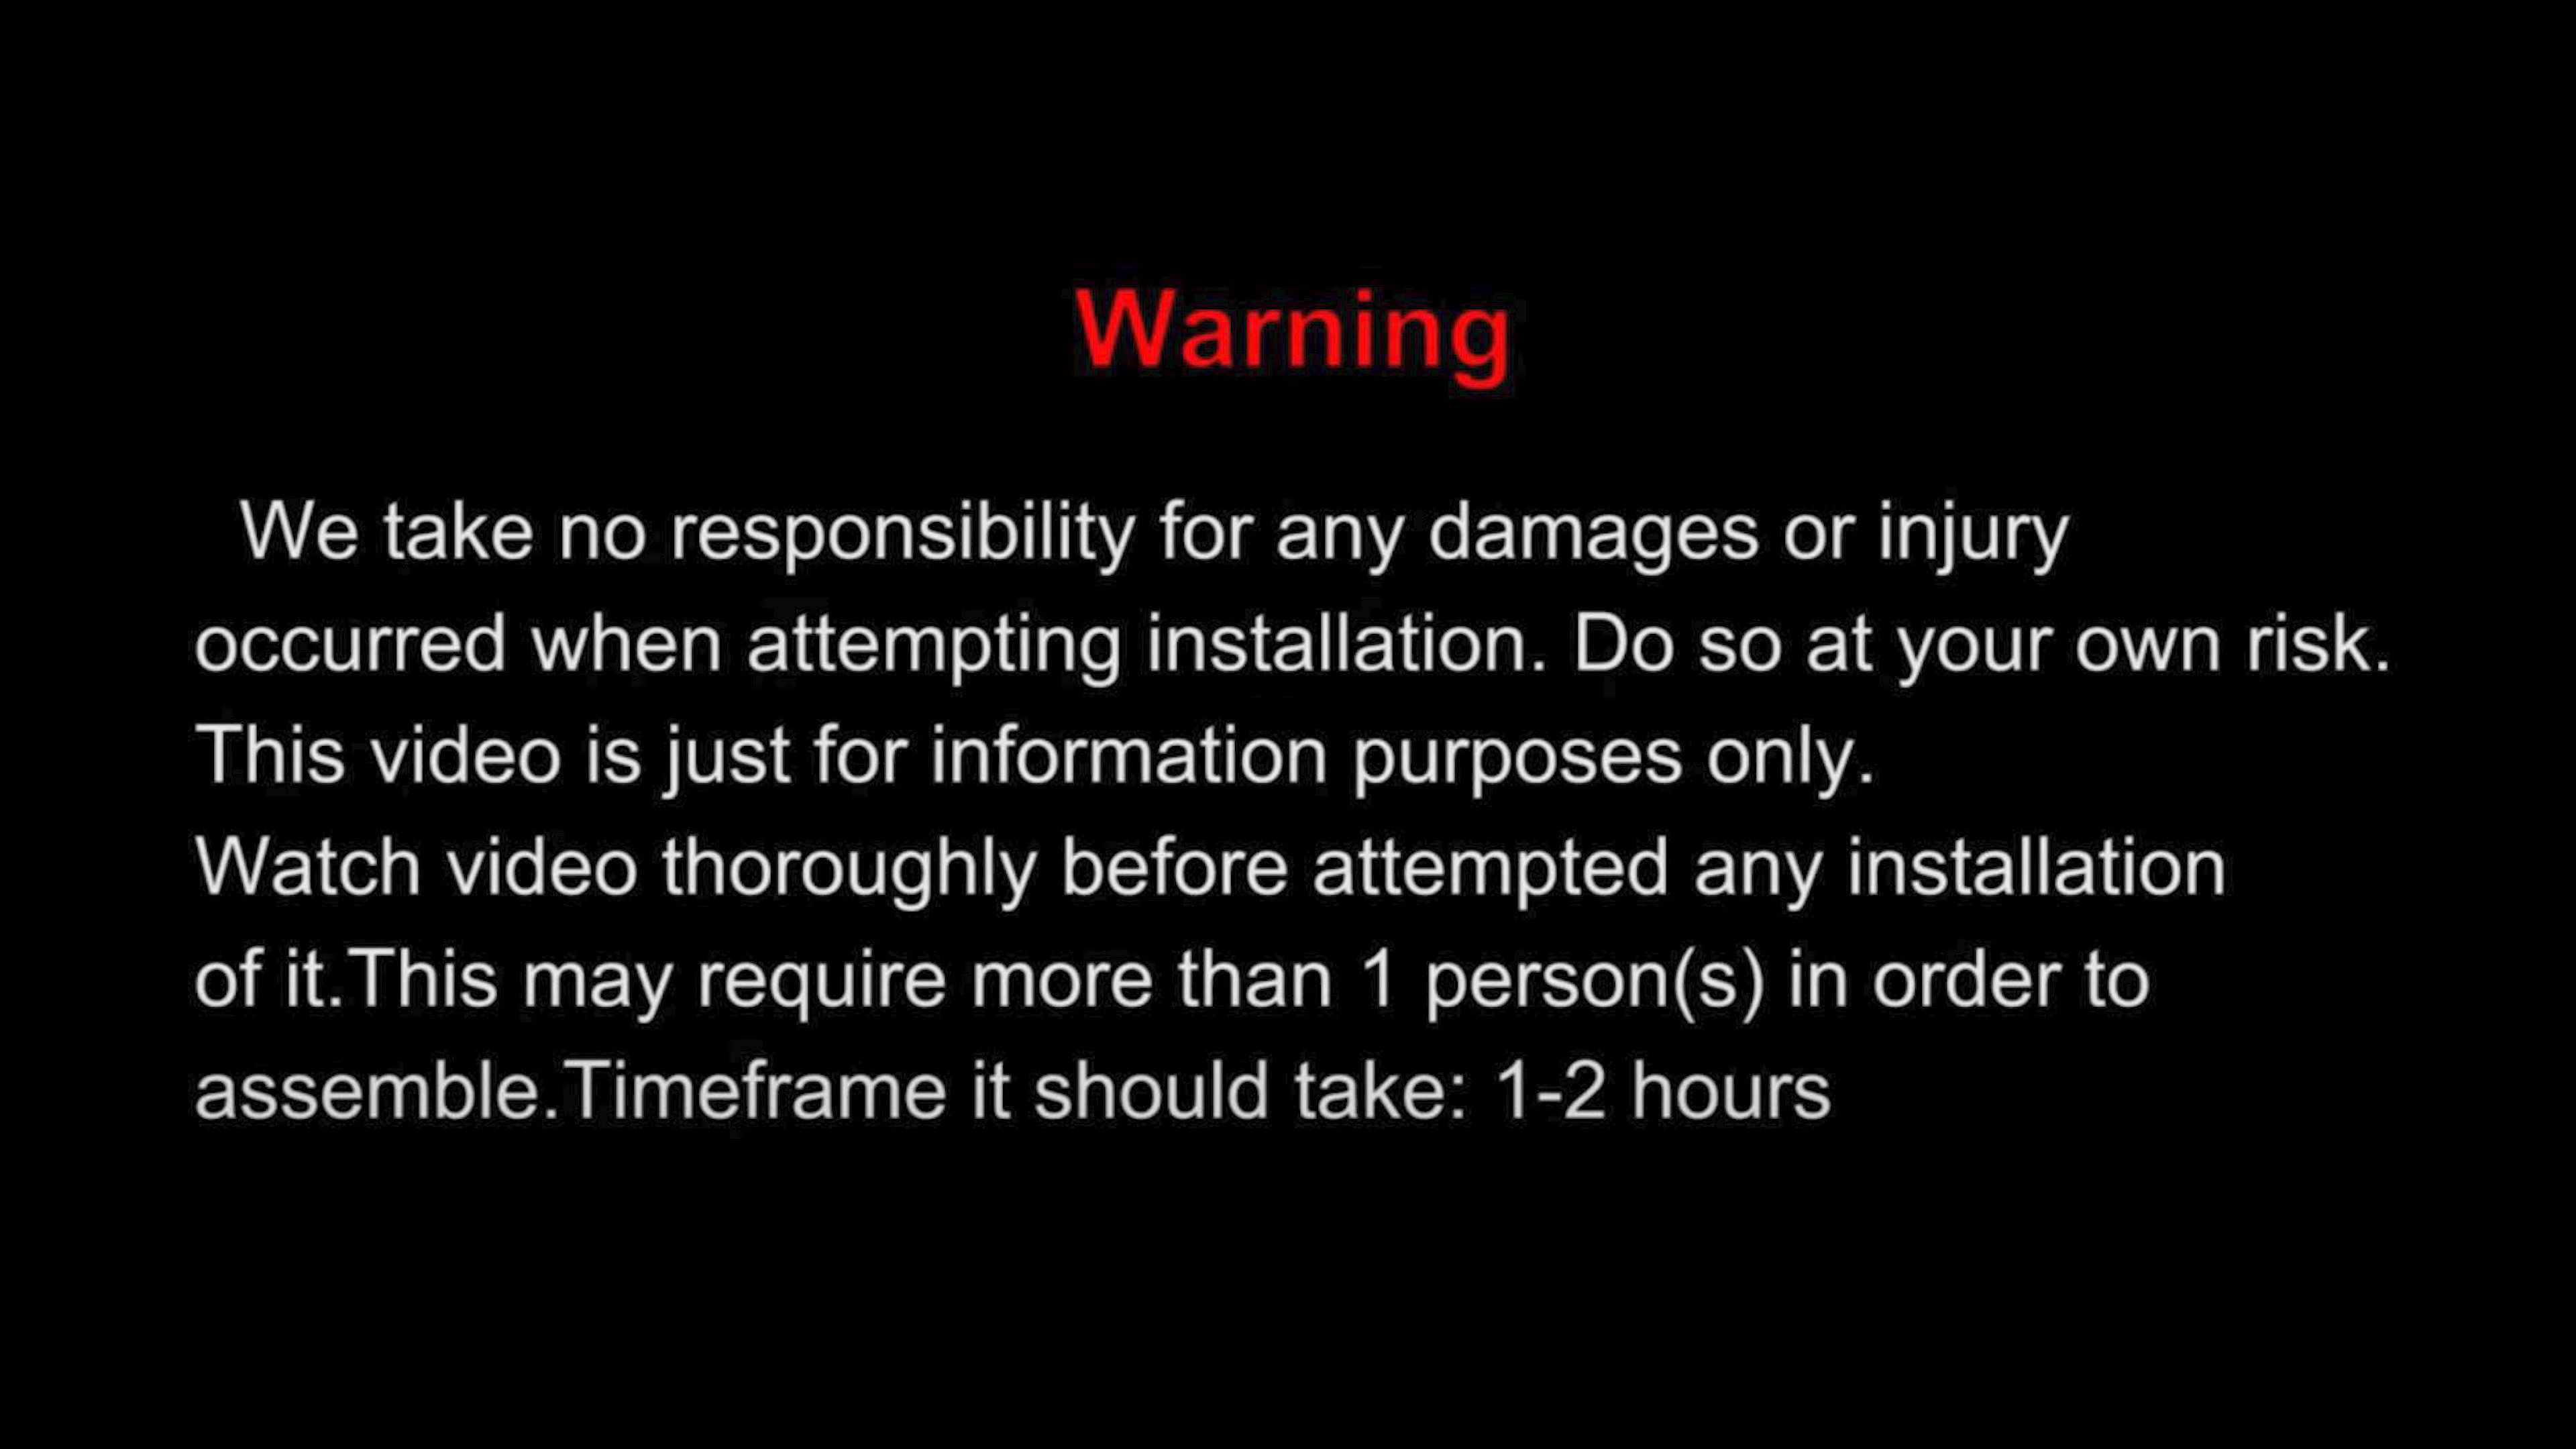 Warning
We take no responsibility for any damages or injury
occurred when attempting installation. Do so at your own risk.
This video is just for information purposes only.
Watch video thoroughly before attempted any installation
of it.This may require more than 1 person(s) in order to
assemble.Timeframe it should take: 1-2 hours